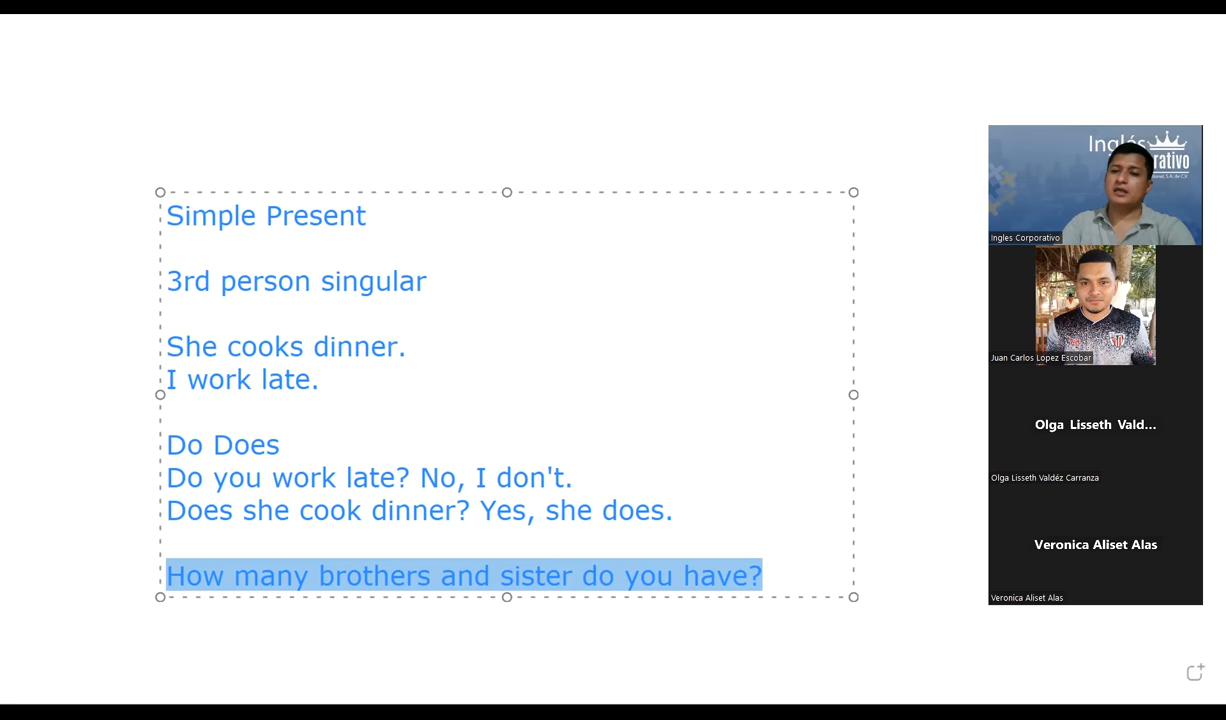 Simple Present
3rd person singular
She cooks dinner.
I work late.
Do Does
Do you work late? No, I don't.
Does she cook dinner? Yes, she does.
How many brothers and sister do you have?
Inglés
rativo
Ingles Corporativo
Juan Carlos Lopez Escobar
Olga Lisseth Vald...
Olga Lisseth Valdéz Carranza
Veronica Aliset Alas
Veronica Aliset Alas